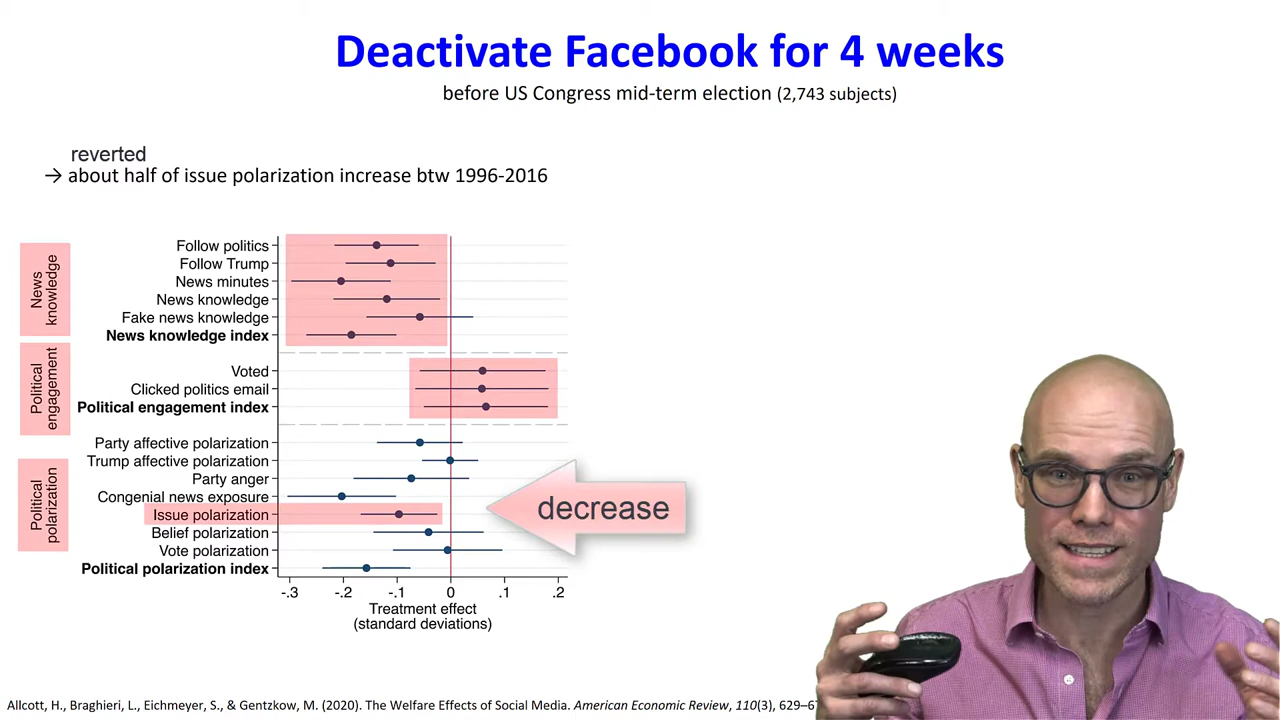 Deactivate Facebook for 4 weeks
before US Congress mid-term election (2,743 subjects)
reverted
→ about half of issue polarization increase btw 1996-2016
News knowledge
Follow politics
Follow Trump
News minutes
News knowledge
Fake news knowledge
News knowledge index
Political engagement
Voted
Clicked politics email
Political engagement index
Political polarization
Party affective polarization
Trump affective polarization
Party anger
Congenial news exposure
Issue polarization
Belief polarization
Vote polarization
Political polarization index
decrease
-.3 -.2 -.1 0 .1 .2
Treatment effect
(standard deviations)
Allcott, H., Braghieri, L., Eichmeyer, S., & Gentzkow, M. (2020). The Welfare Effects of Social Media. American Economic Review, 110(3), 629–